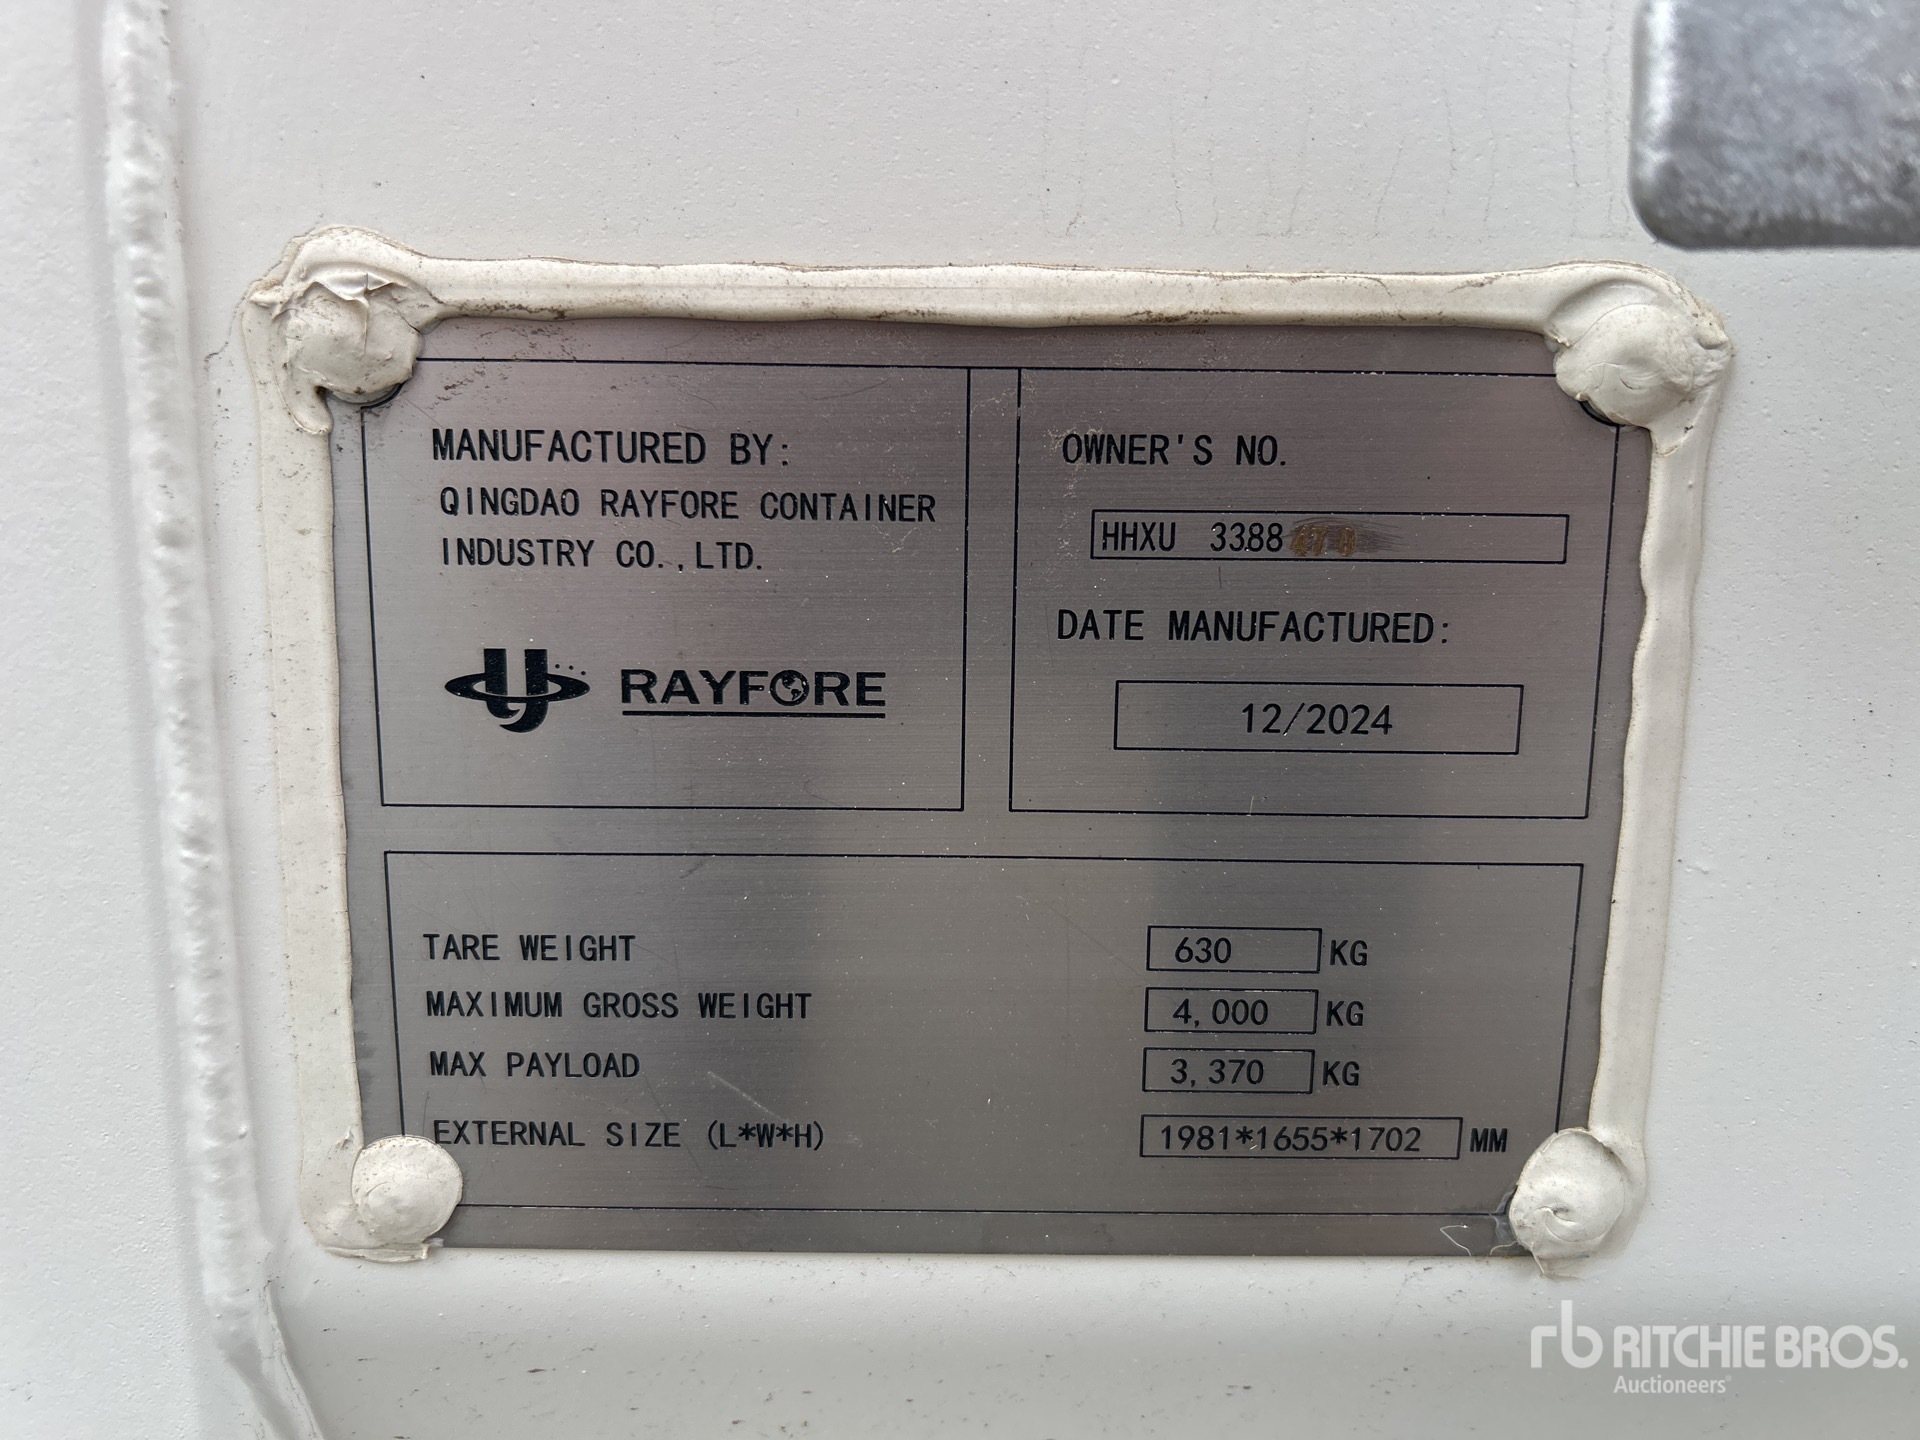 MANUFACTURED BY:
QINGDAO RAYFORE CONTAINER
INDUSTRY CO.,LTD.
RAYFORE
OWNER'S NO.
HHXU 3388
DATE MANUFACTURED:
12/2024
TARE WEIGHT 630 KG
MAXIMUM GROSS WEIGHT 4,000 KG
MAX PAYLOAD 3,370 KG
EXTERNAL SIZE (L*W*H) 1981*1655*1702 MM
rb RITCHIE BROS.
Auctioneers